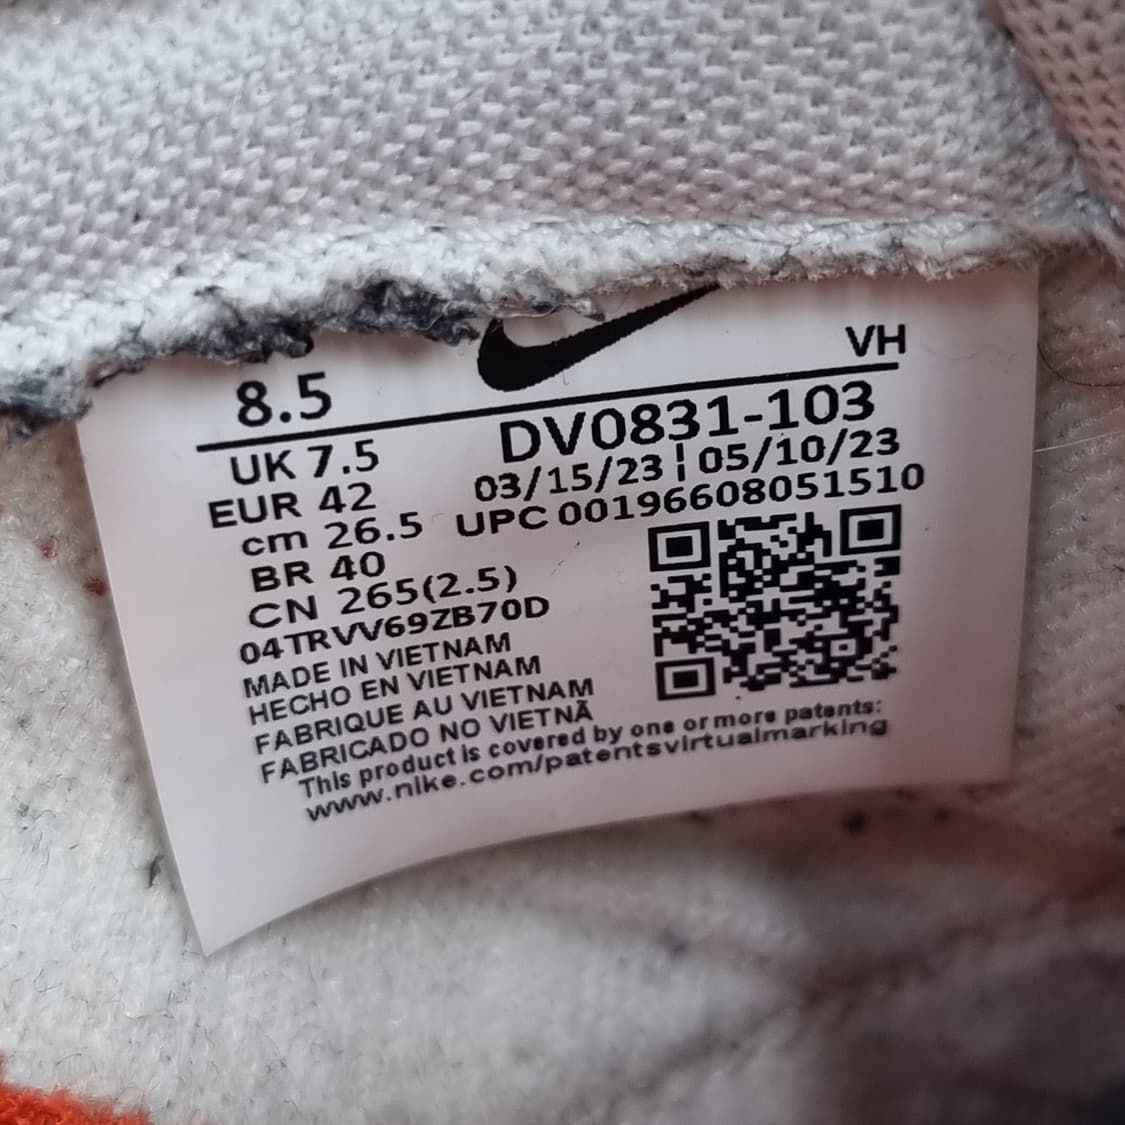 8.5
VH
UK 7.5
DV0831-103
EUR 42
03/15/23 ¦ 05/10/23
cm 26.5
UPC 00196608051510
BR 40
CN 265(2.5)
04TRVV69ZB70D
MADE IN VIETNAM
HECHO EN VIETNAM
FABRIQUE AU VIETNAM
FABRICADO NO VIETNÃ
This product is covered by one or more patents:
www.nike.com/patentsvirtualmarking